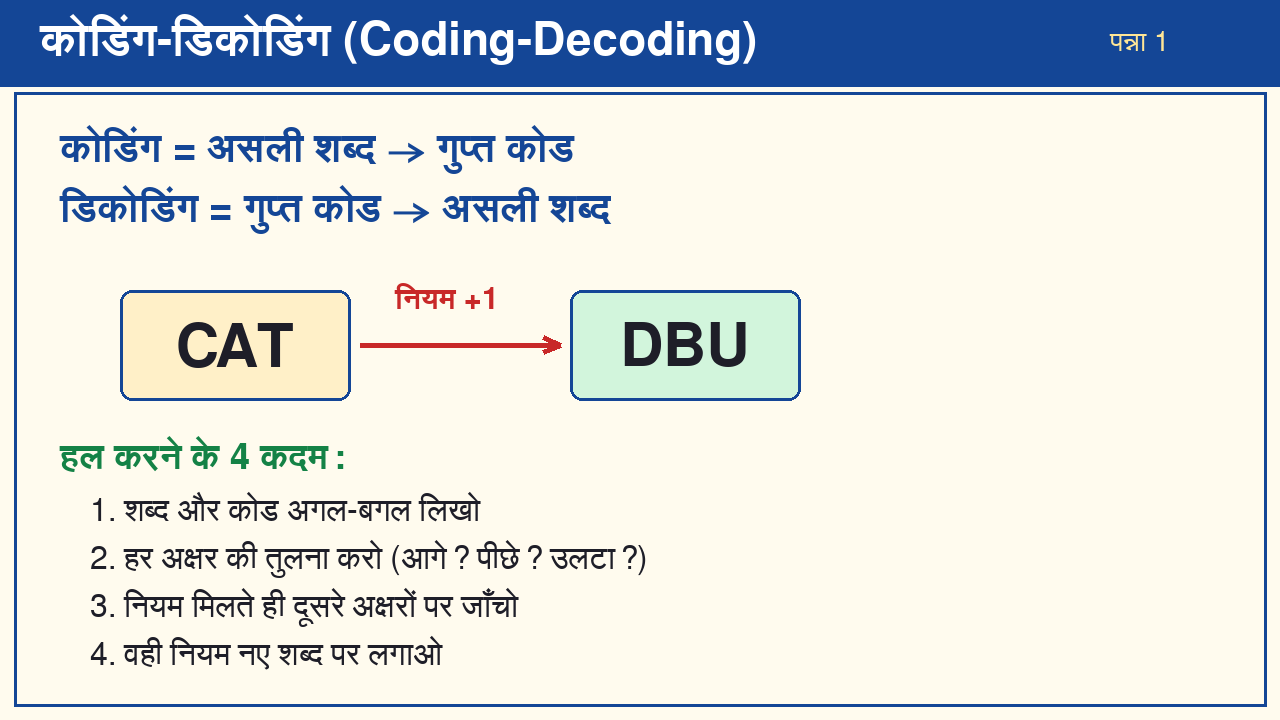 कोडिंग-डिकोडिंग (Coding-Decoding)
पन्ना 1
कोडिंग = असली शब्द → गुप्त कोड
डिकोडिंग = गुप्त कोड → असली शब्द
नियम +1
CAT
DBU
हल करने के 4 कदम :
1. शब्द और कोड अगल-बगल लिखो
2. हर अक्षर की तुलना करो (आगे ? पीछे ? उलटा ?)
3. नियम मिलते ही दूसरे अक्षरों पर जाँचो
4. वही नियम नए शब्द पर लगाओ